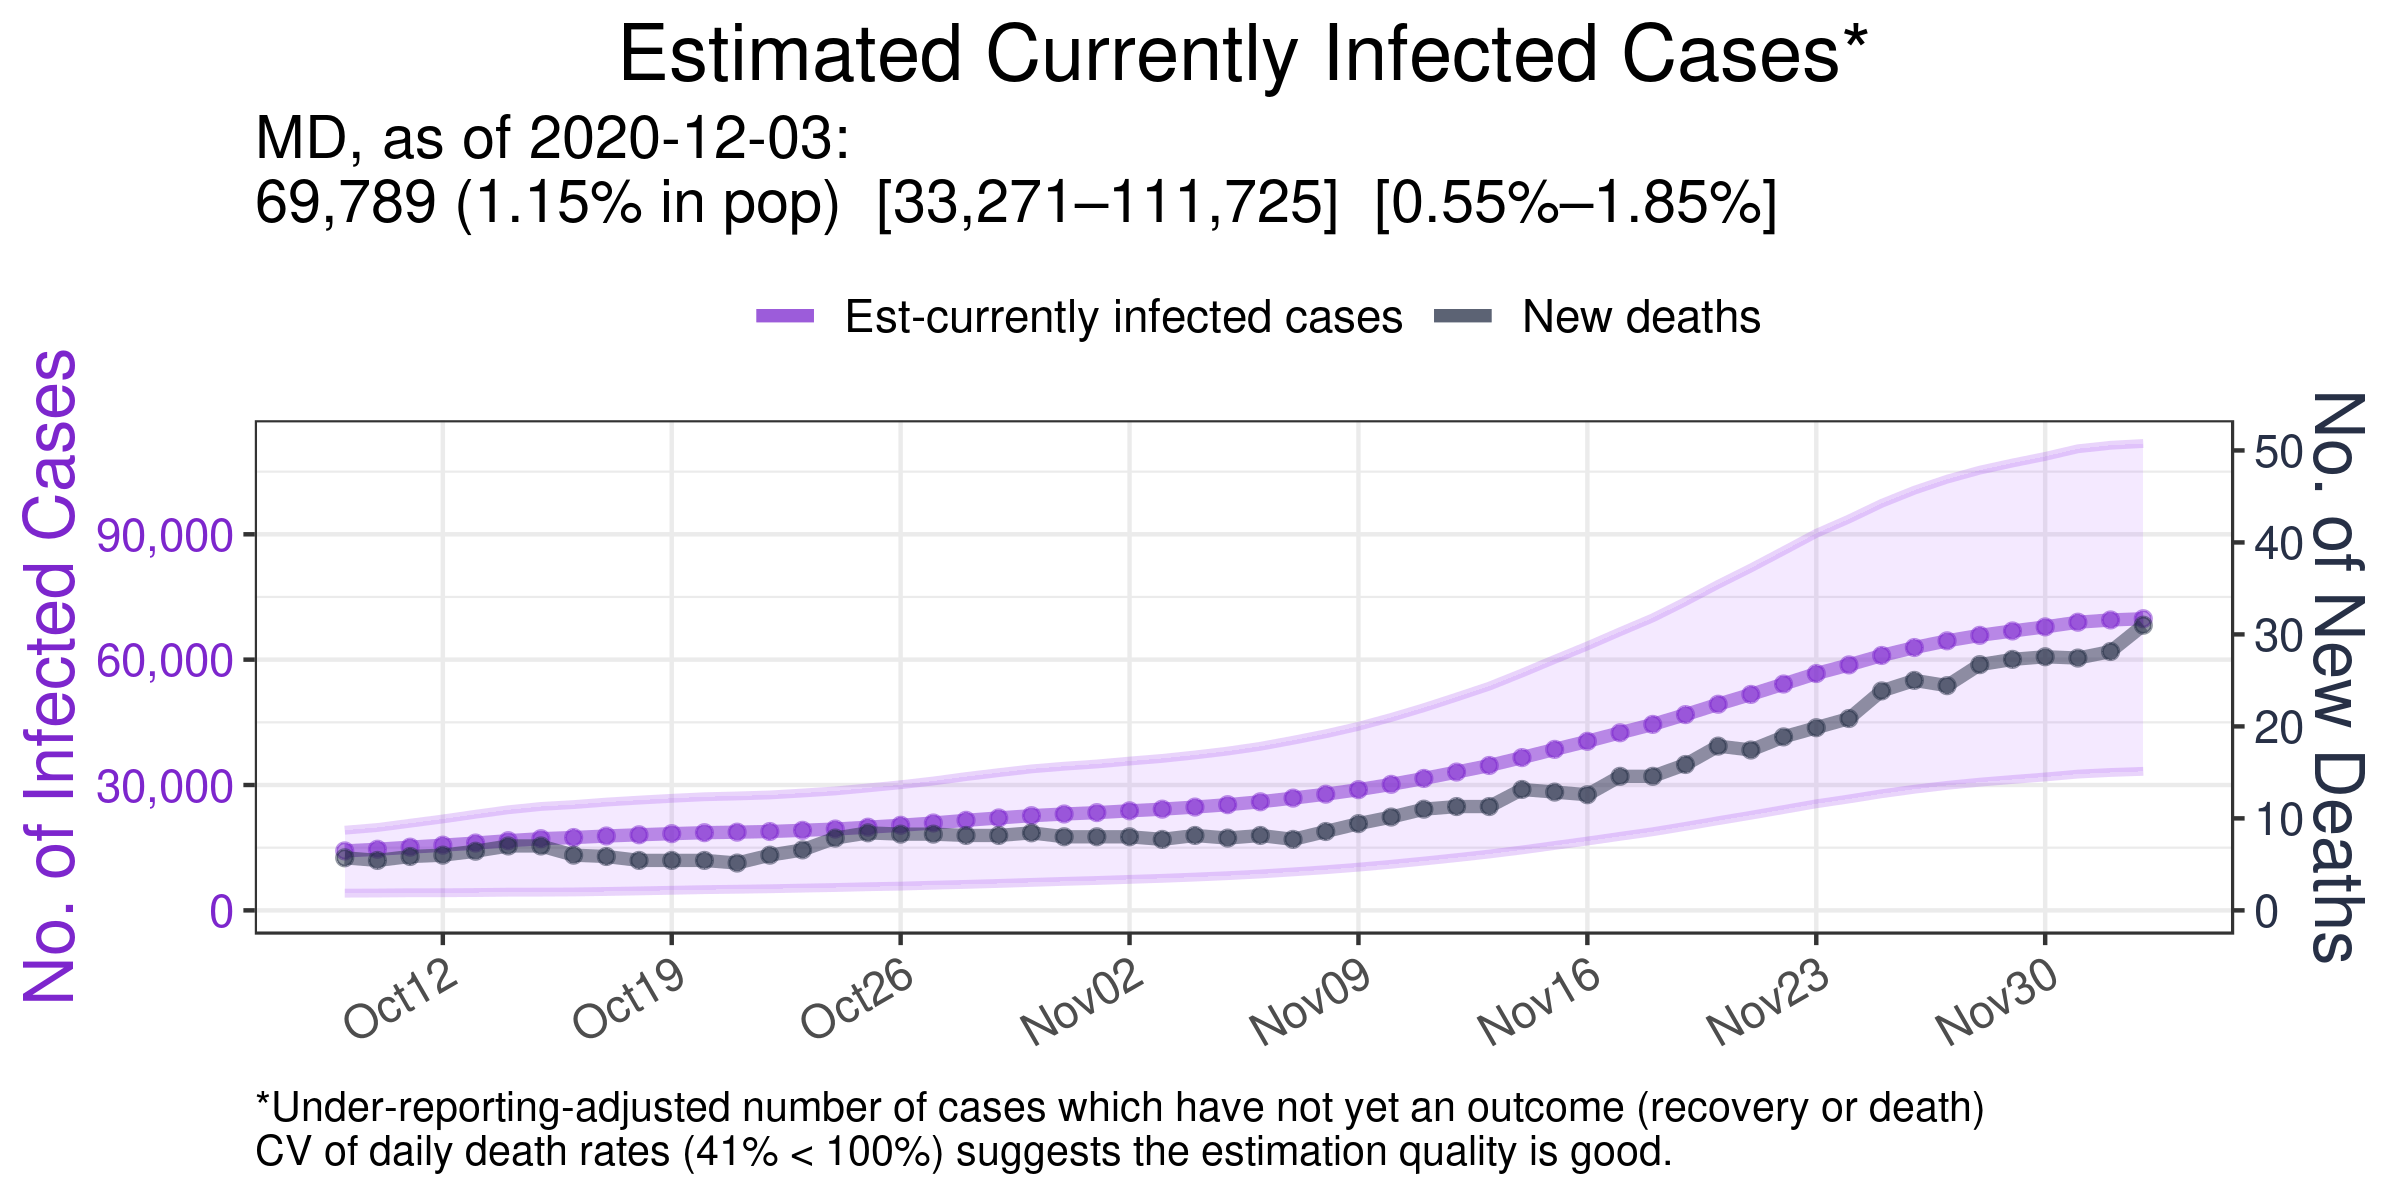 Estimated Currently Infected Cases*
MD, as of 2020-12-03:
69,789 (1.15% in pop)  [33,271–111,725]  [0.55%–1.85%]
Est-currently infected cases
New deaths
No. of Infected Cases
90,000
60,000
30,000
0
50
40
30
20
10
0
No. of New Deaths
Oct12
Oct19
Oct26
Nov02
Nov09
Nov16
Nov23
Nov30
*Under-reporting-adjusted number of cases which have not yet an outcome (recovery or death)
CV of daily death rates (41% < 100%) suggests the estimation quality is good.